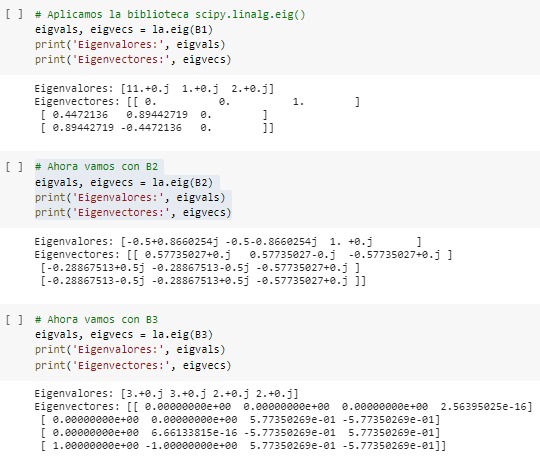 [ ] # Aplicamos la biblioteca scipy.linalg.eig()
eigvals, eigvecs = la.eig(B1)
print('Eigenvalores:', eigvals)
print('Eigenvectores:', eigvecs)
Eigenvalores: [11.+0.j  1.+0.j  2.+0.j]
Eigenvectores: [[ 0.          0.          1.        ]
[ 0.4472136   0.89442719  0.        ]
[ 0.89442719 -0.4472136   0.        ]]
[ ] # Ahora vamos con B2
eigvals, eigvecs = la.eig(B2)
print('Eigenvalores:', eigvals)
print('Eigenvectores:', eigvecs)
Eigenvalores: [-0.5+0.8660254j -0.5-0.8660254j  1. +0.j       ]
Eigenvectores: [[ 0.57735027+0.j   0.57735027-0.j  -0.57735027+0.j ]
[-0.28867513+0.5j -0.28867513-0.5j -0.57735027+0.j ]
[-0.28867513-0.5j -0.28867513+0.5j -0.57735027+0.j ]]
[ ] # Ahora vamos con B3
eigvals, eigvecs = la.eig(B3)
print('Eigenvalores:', eigvals)
print('Eigenvectores:', eigvecs)
Eigenvalores: [3.+0.j 3.+0.j 2.+0.j 2.+0.j]
Eigenvectores: [[ 0.00000000e+00  0.00000000e+00  0.00000000e+00  2.56395025e-16]
[ 0.00000000e+00  0.00000000e+00  5.77350269e-01 -5.77350269e-01]
[ 0.00000000e+00  6.66133815e-16 -5.77350269e-01  5.77350269e-01]
[ 1.00000000e+00 -1.00000000e+00  5.77350269e-01 -5.77350269e-01]]